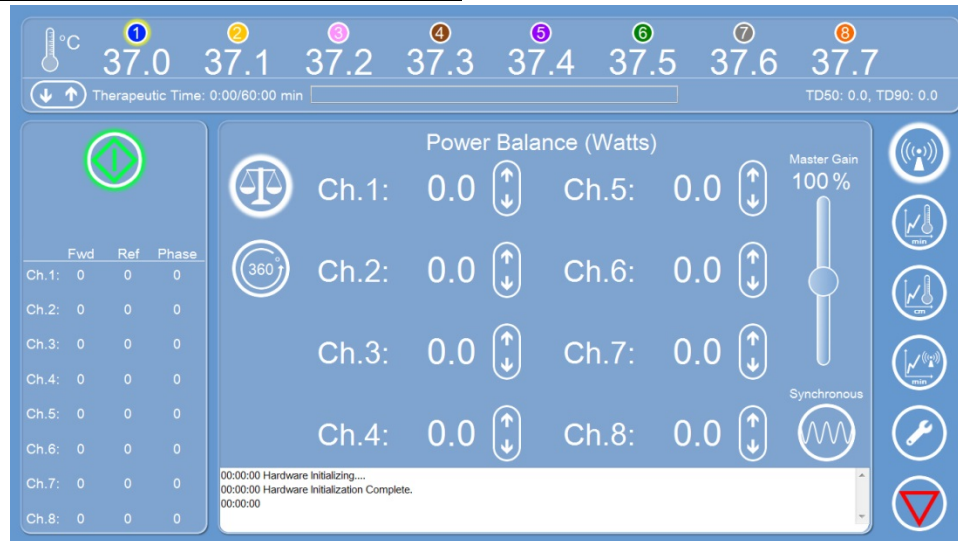 °C
1 2 3 4 5 6 7 8
37.0 37.1 37.2 37.3 37.4 37.5 37.6 37.7
Therapeutic Time: 0:00/60:00 min TD50: 0.0, TD90: 0.0
Fwd Ref Phase
Ch.1: 0 0 0
Ch.2: 0 0 0
Ch.3: 0 0 0
Ch.4: 0 0 0
Ch.5: 0 0 0
Ch.6: 0 0 0
Ch.7: 0 0 0
Ch.8: 0 0 0
Power Balance (Watts)
Ch.1: 0.0 Ch.5: 0.0
360°
Ch.2: 0.0 Ch.6: 0.0
Ch.3: 0.0 Ch.7: 0.0
Ch.4: 0.0 Ch.8: 0.0
Master Gain
100 %
Synchronous
00:00:00 Hardware Initializing....
00:00:00 Hardware Initialization Complete.
00:00:00
min
cm
min